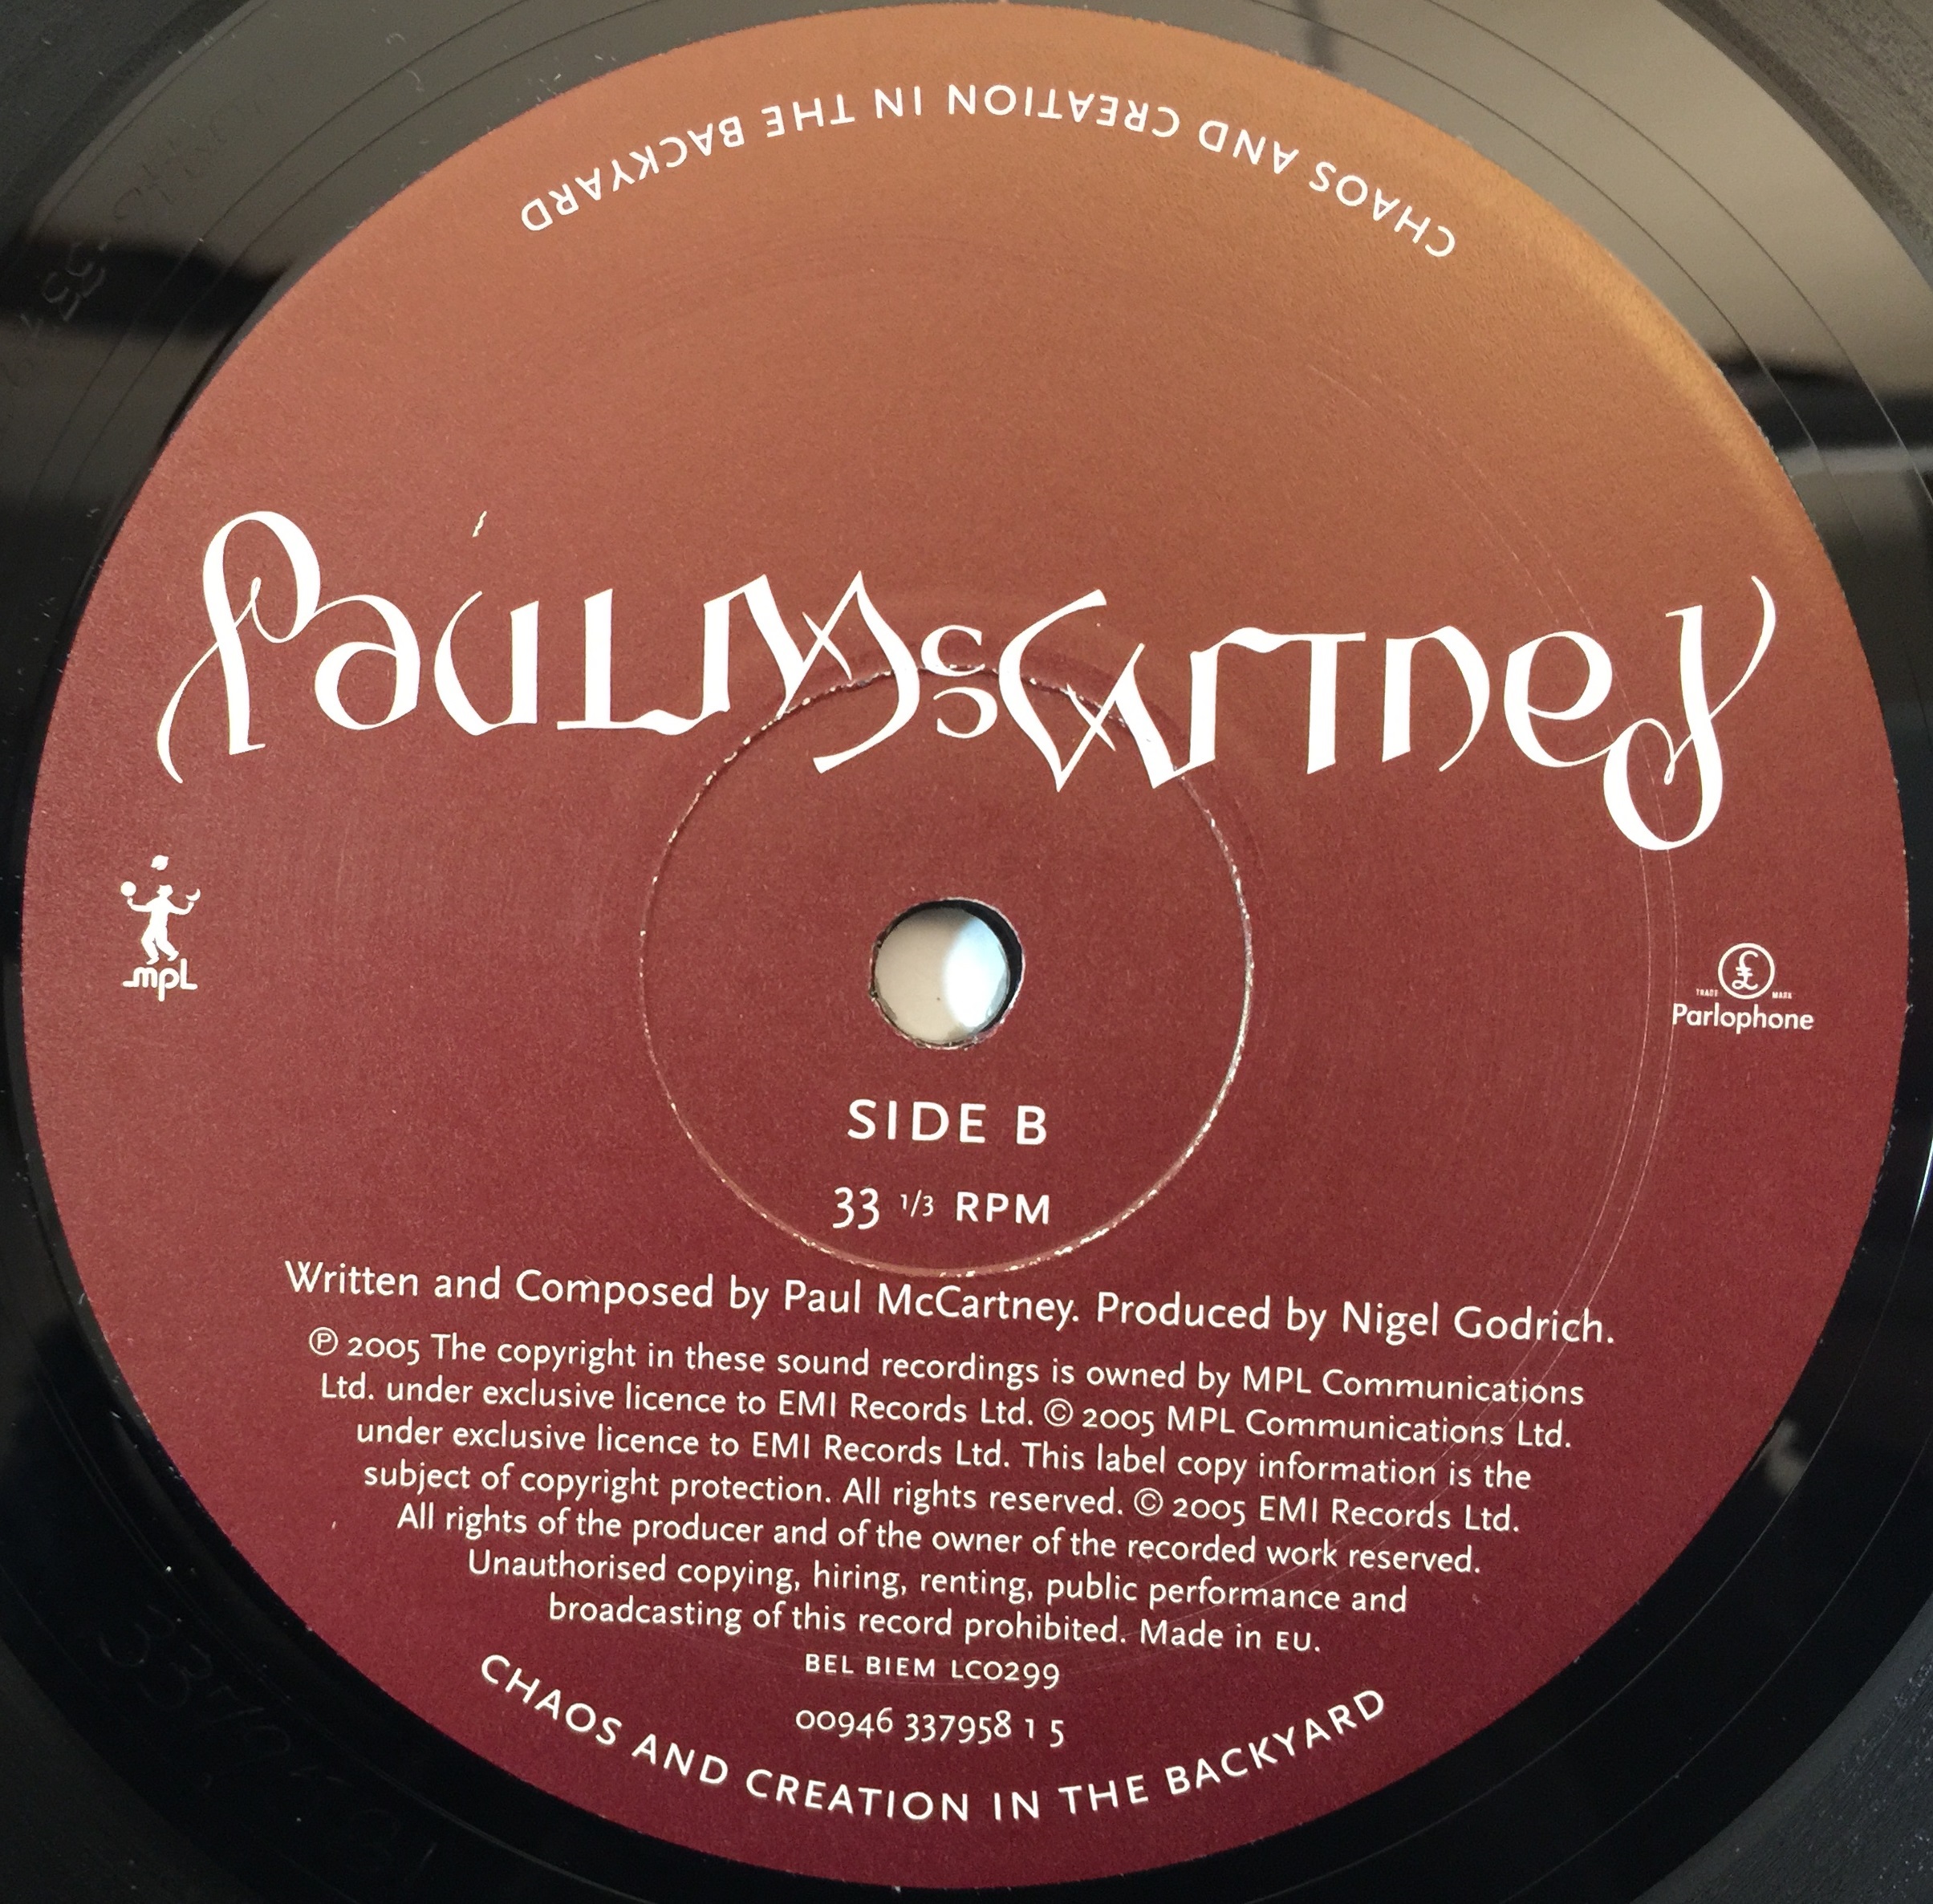 CHAOS AND CREATION IN THE BACKYARD
Paul McCartney
mpl
£
TRADE MARK
Parlophone
SIDE B
33 1/3 RPM
Written and Composed by Paul McCartney. Produced by Nigel Godrich.
℗ 2005 The copyright in these sound recordings is owned by MPL Communications
Ltd. under exclusive licence to EMI Records Ltd. © 2005 MPL Communications Ltd.
under exclusive licence to EMI Records Ltd. This label copy information is the
subject of copyright protection. All rights reserved. © 2005 EMI Records Ltd.
All rights of the producer and of the owner of the recorded work reserved.
Unauthorised copying, hiring, renting, public performance and
broadcasting of this record prohibited. Made in EU.
BEL BIEM LC0299
00946 337958 1 5
CHAOS AND CREATION IN THE BACKYARD